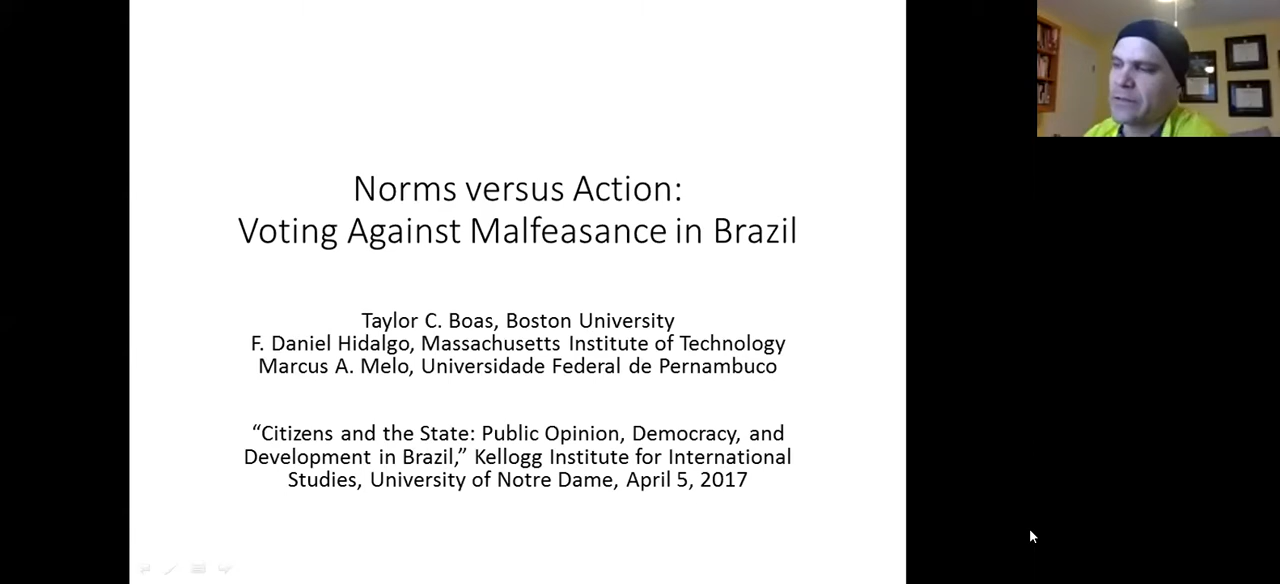 Norms versus Action:
Voting Against Malfeasance in Brazil
Taylor C. Boas, Boston University
F. Daniel Hidalgo, Massachusetts Institute of Technology
Marcus A. Melo, Universidade Federal de Pernambuco
“Citizens and the State: Public Opinion, Democracy, and
Development in Brazil,” Kellogg Institute for International
Studies, University of Notre Dame, April 5, 2017